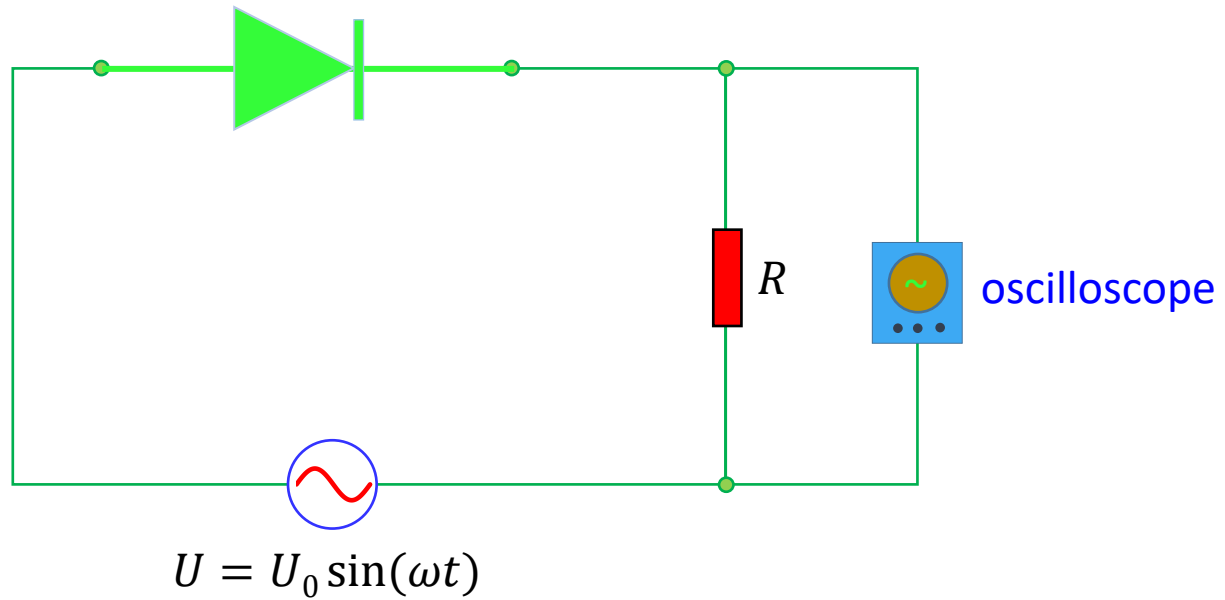 R
oscilloscope
U = U₀ sin(ωt)